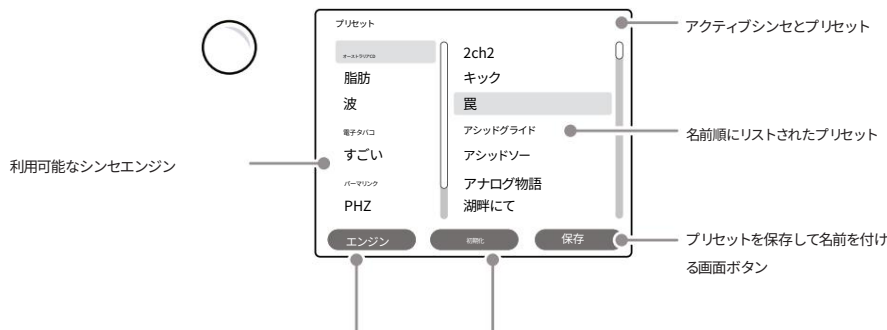 プリセット
アクティブシンセとプリセット
オーストラリアCD
脂肪
波
電子タバコ
すごい
パーマリンク
PHZ
2ch2
キック
罠
アシッドグライド
アシッドソー
アナログ物語
湖畔にて
名前順にリストされたプリセット
利用可能なシンセエンジン
エンジン
初期化
保存
プリセットを保存して名前を付け
る画面ボタン